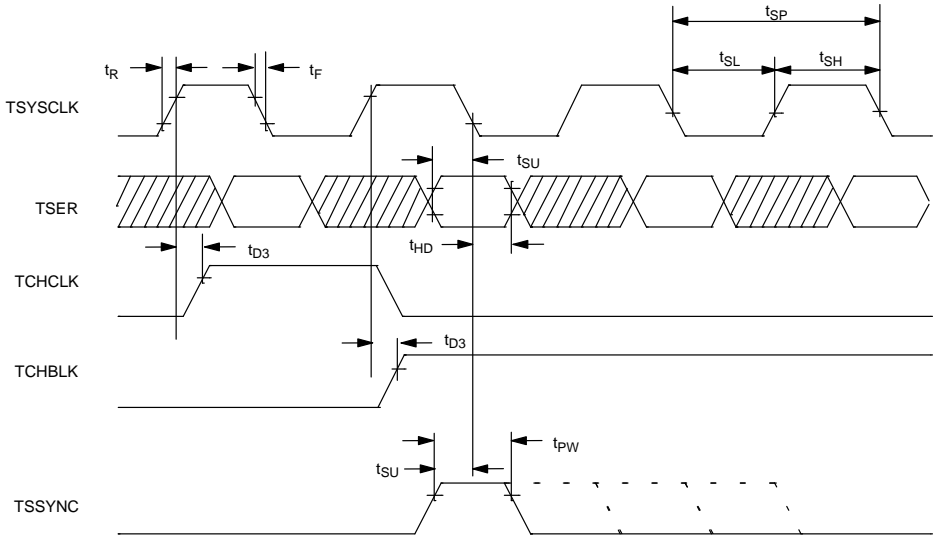 tSP
tR
tF
tSL
tSH
TSYSCLK
tSU
TSER
tHD
tD3
TCHCLK
tD3
TCHBLK
tPW
tSU
TSSYNC